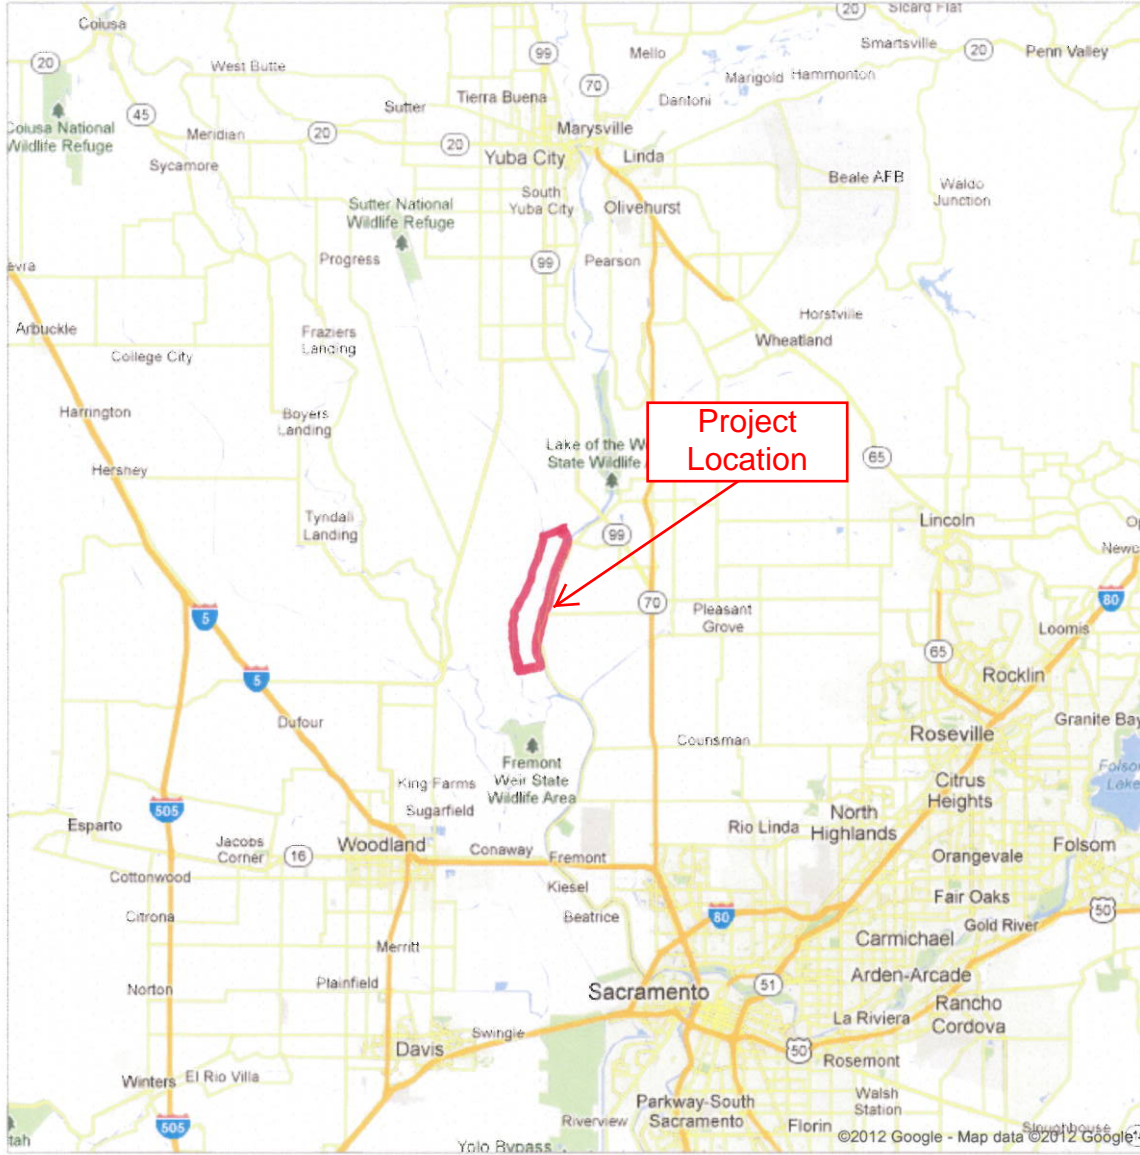 20
Sicard Flat
Colusa
99
Mello
Smartsville
20
Penn Valley
20
West Butte
70
Marigold
Hammonton
Tierra Buena
Dantoni
Sutter
45
Meridian
20
20
Marysville
Colusa National
Wildlife Refuge
Sycamore
Yuba City
Linda
Beale AFB
Waldo
Junction
South
Yuba City
Olivehurst
Sutter National
Wildlife Refuge
Progress
99
Pearson
evra
Arbuckle
Fraziers
Landing
Horstville
College City
Wheatland
Harrington
Boyers
Landing
Project
Location
Lake of the W
State Wildlife
65
Hershey
Tyndall
Landing
99
Lincoln
Op
Newc
5
70
Pleasant
Grove
80
Loomis
65
5
Rocklin
Dufour
Roseville
Granite Bay
Counsman
Fremont
Weir State
Wildlife Area
Folso
Lake
King Farms
Sugarfield
Citrus
Heights
505
North
Highlands
Esparto
Rio Linda
Jacobs
Corner
16
Woodland
Conaway
Fremont
Orangevale
Folsom
Cottonwood
Kiesel
Fair Oaks
Citrona
Beatrice
80
Gold River
50
Merritt
Carmichael
Plainfield
Norton
Sacramento
51
Arden-Arcade
Rancho
Cordova
La Riviera
Swingle
Davis
50
Rosemont
Winters
El Rio Villa
Walsh
Station
Parkway-South
Sacramento
505
Riverview
Florin
Sloughhouse
tah
Yolo Bypass
©2012 Google - Map data ©2012 Google